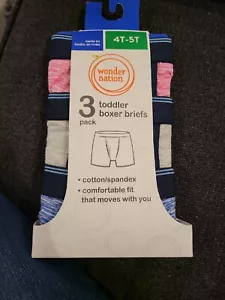 4T-5T
wonder
nation
3 toddler
pack boxer briefs
• cotton/spandex
• comfortable fit
that moves with you